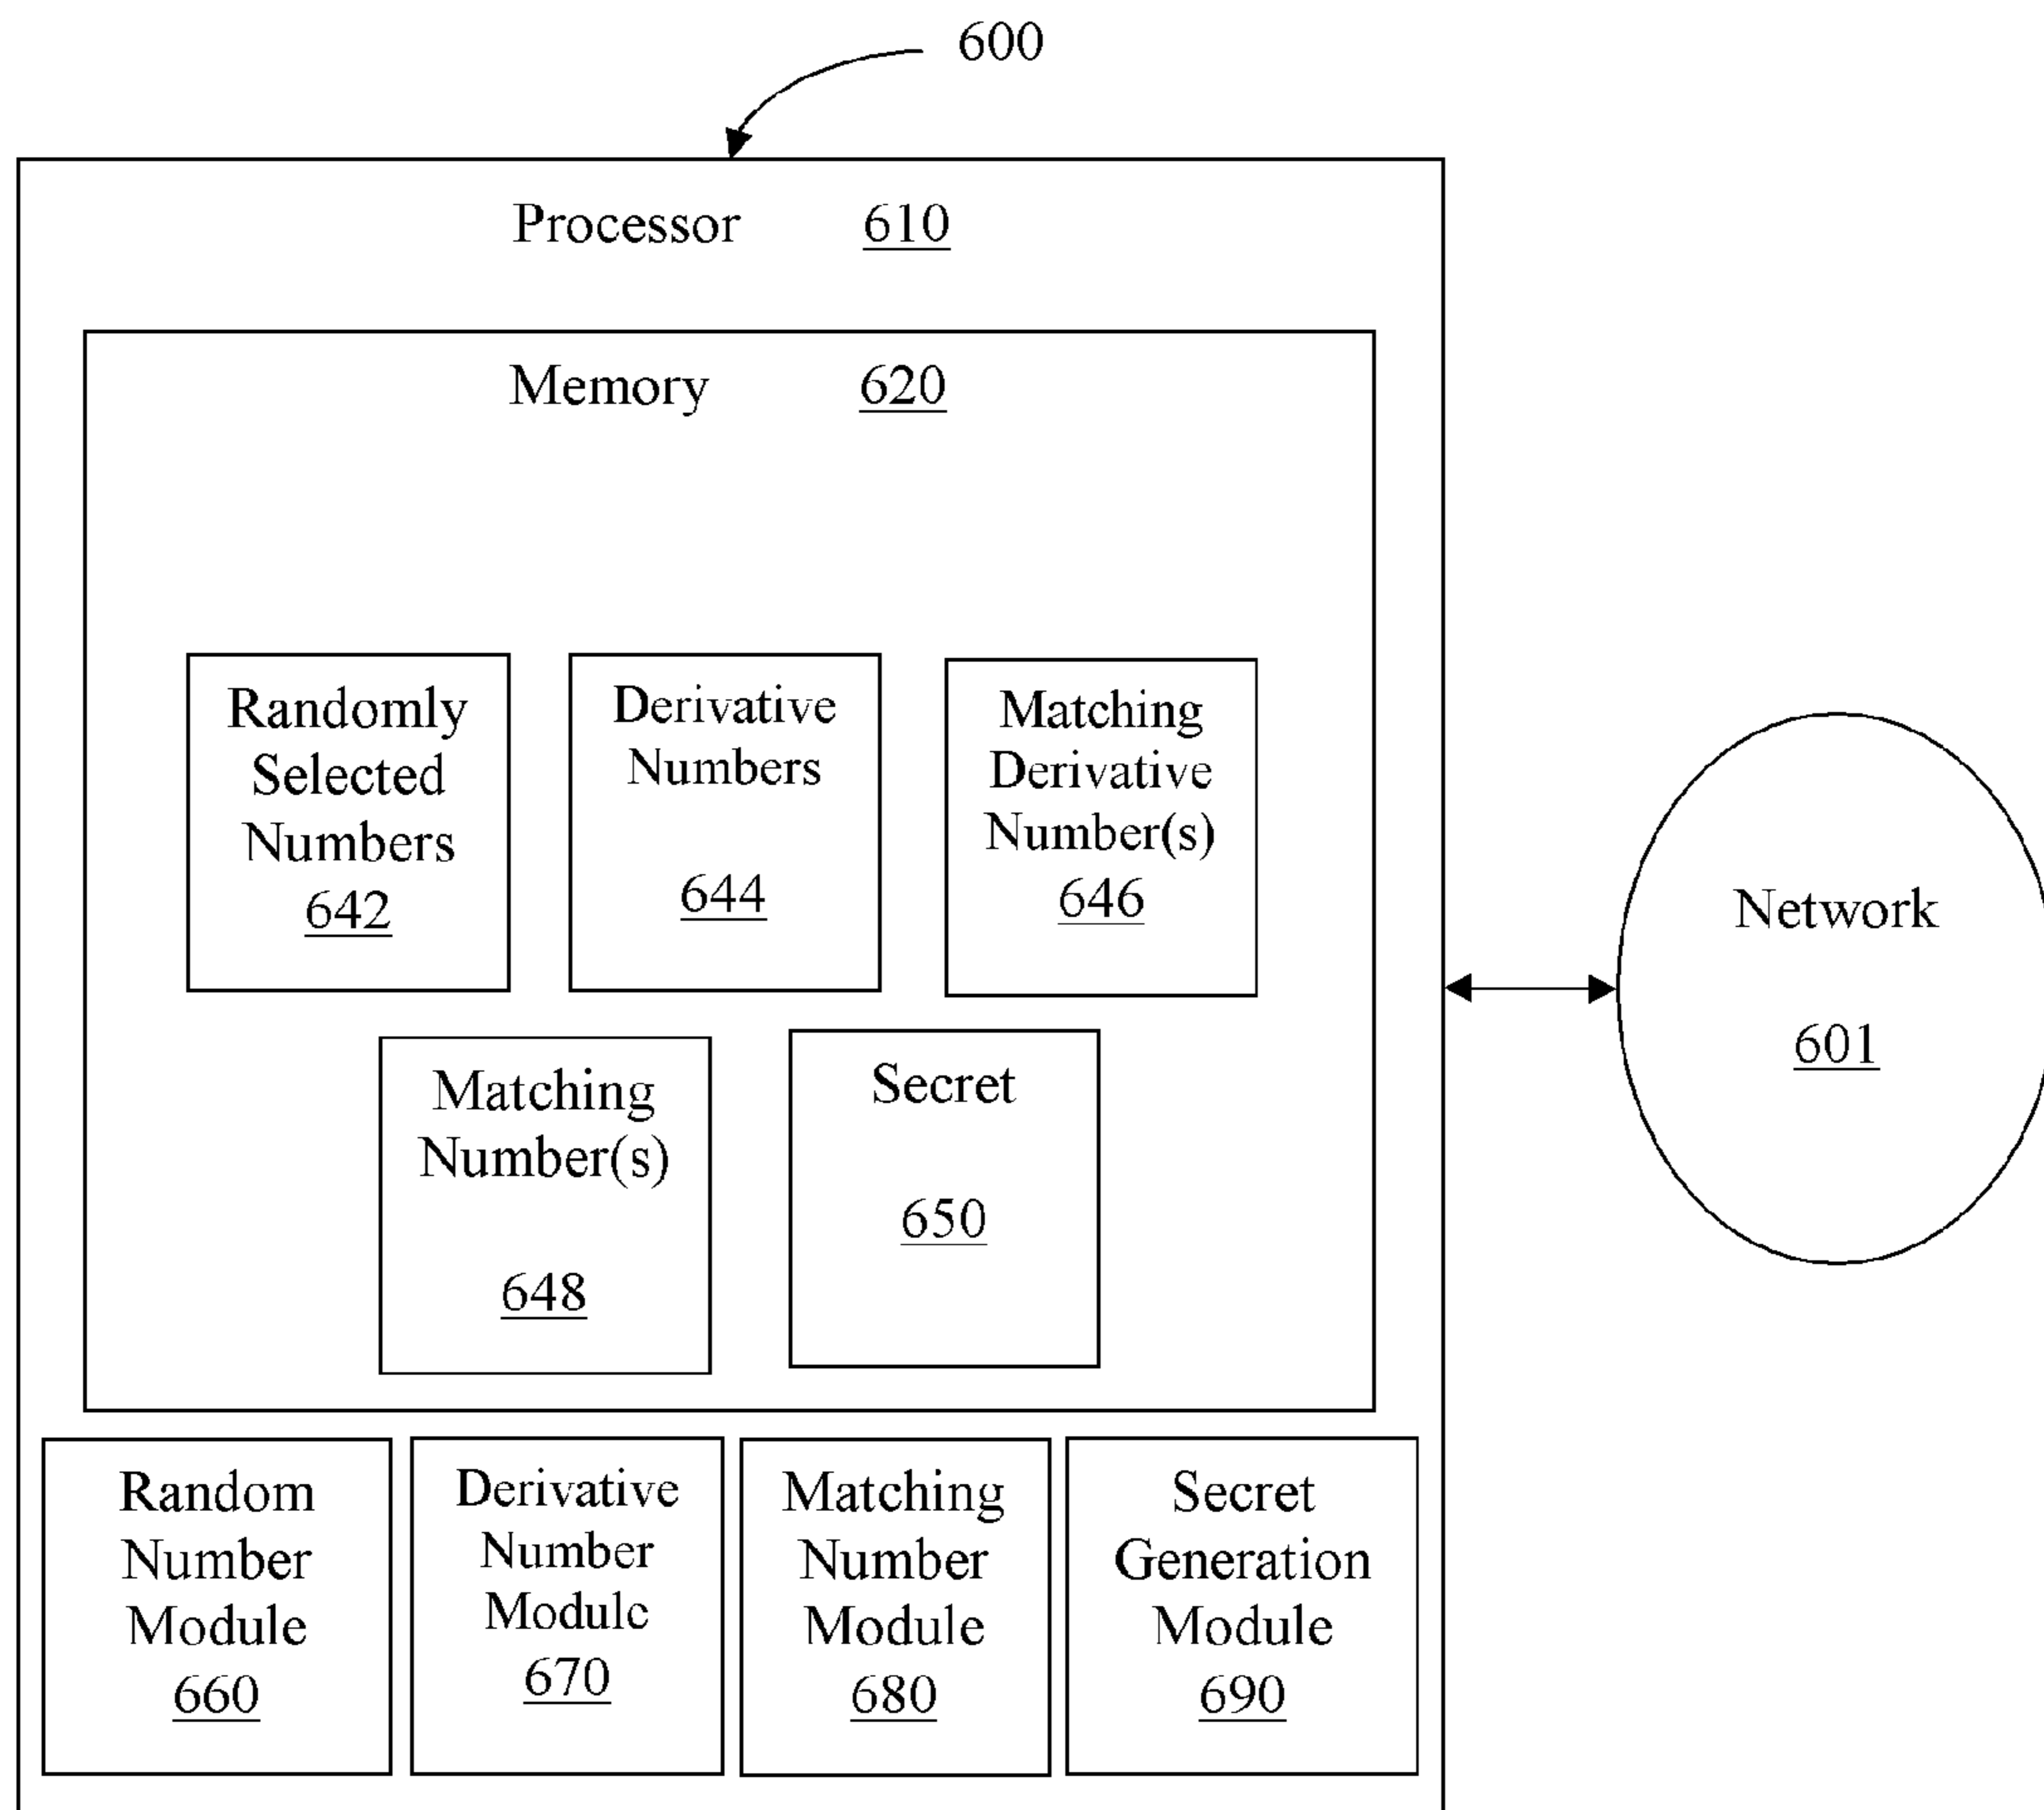 600
Processor 610
Memory 620
Randomly
Selected
Numbers
642
Derivative
Numbers
644
Matching
Derivative
Number(s)
646
Matching
Number(s)
648
Secret
650
Network
601
Random
Number
Module
660
Derivative
Number
Module
670
Matching
Number
Module
680
Secret
Generation
Module
690